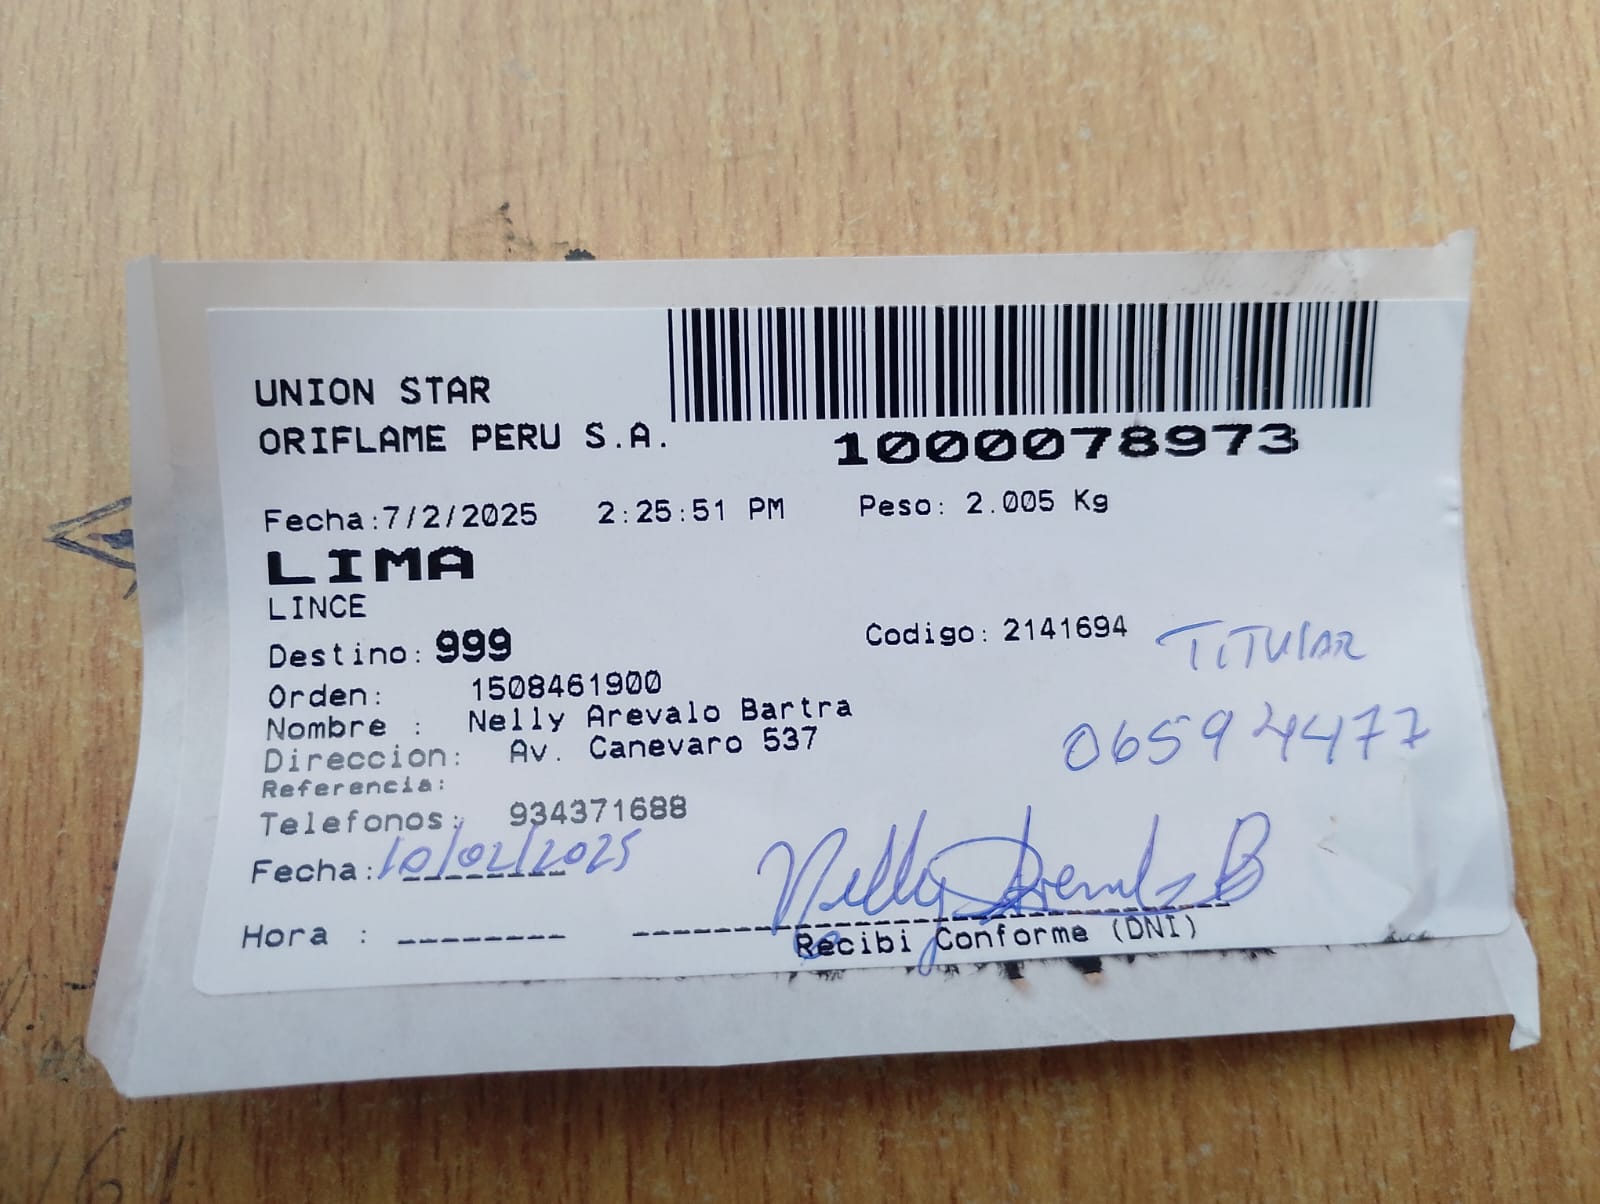 UNION STAR
ORIFLAME PERU S.A.
1000078973
Fecha:7/2/2025 2:25:51 PM Peso: 2.005 Kg
LIMA
LINCE
Destino: 999
Codigo: 2141694 TITULAR
Orden: 1508461900
Nombre : Nelly Arevalo Bartra
Direccion: Av. Canevaro 537
06594477
Referencia:
Telefonos: 934371688
Fecha: 10/02/2025
Nelly Arevalo B
Hora :
Recibi Conforme (DNI)